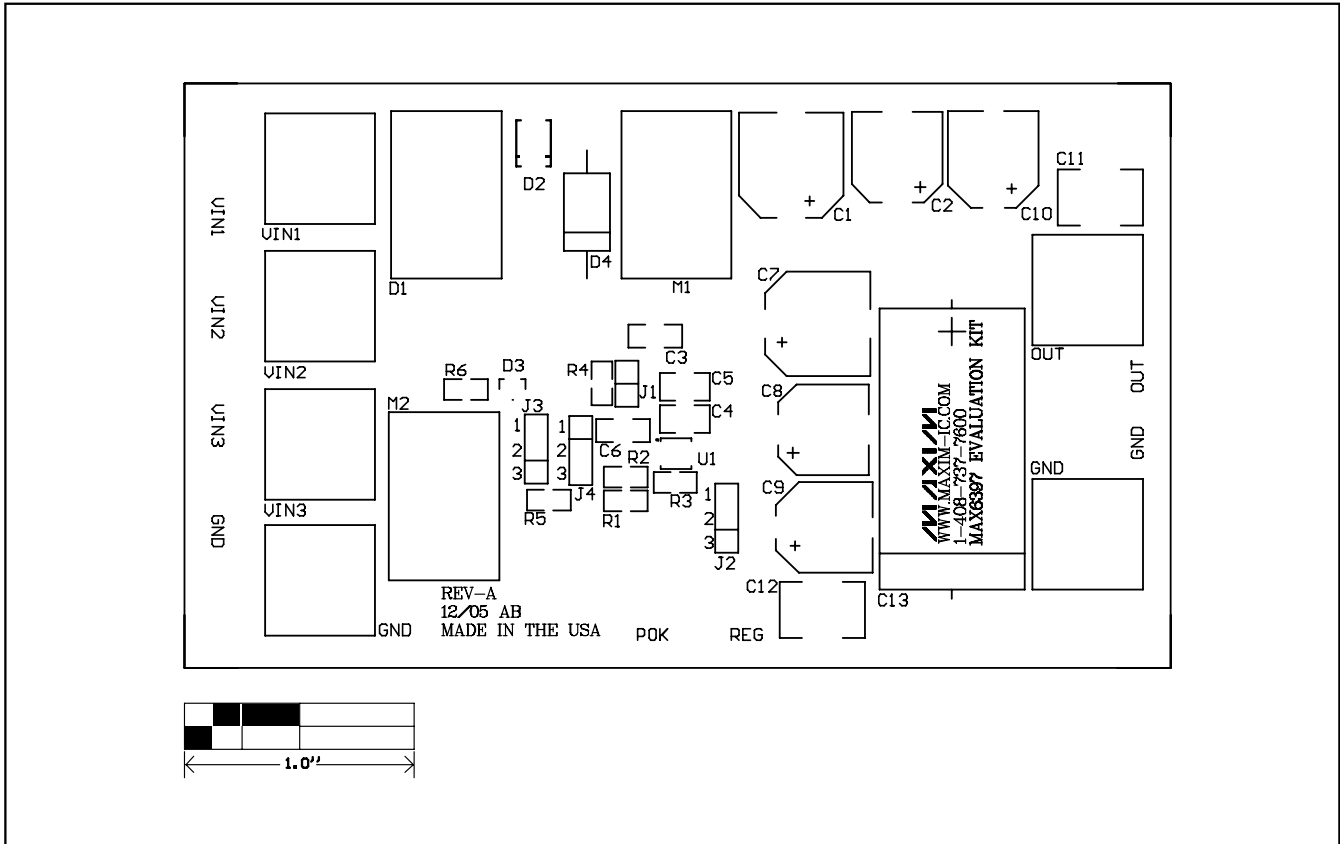 VIN1
VIN2
VIN3
GND
VIN1
VIN2
VIN3
GND
D1
D2
D4
M1
C1
C2
C10
C11
OUT
OUT
GND
GND
C7
C3
R6
D3
R4
J1
C5
C4
C8
M2
J3
1
2
3
1
2
3
J4
C6
R2
U1
R3
R5
R1
C9
1
2
3
J2
C12
C13
+
+
+
+
+
+
MAXIM
WWW.MAXIM-IC.COM
1-408-737-7600
MAX6397 EVALUATION KIT
REV-A
12/05 AB
MADE IN THE USA
POK
REG
1.0"